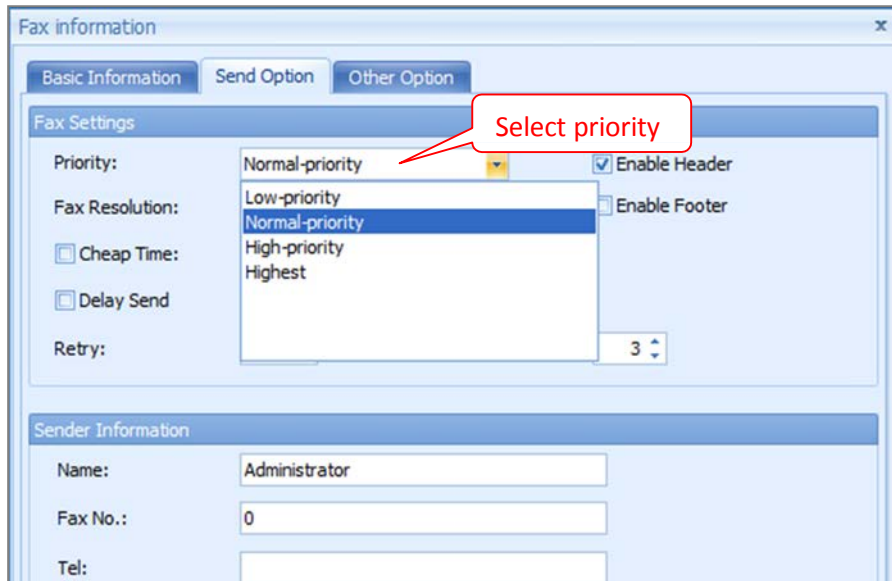 Fax information x
Basic Information Send Option Other Option
Fax Settings
Select priority
Priority: Normal-priority Enable Header
Low-priority
Fax Resolution: Normal-priority Enable Footer
Cheap Time: High-priority
Highest
Delay Send
Retry: 3
Sender Information
Name: Administrator
Fax No.: 0
Tel: